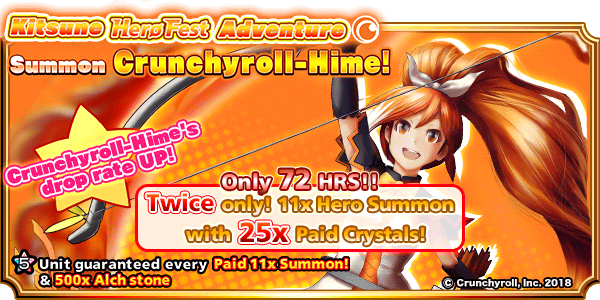 Kitsune HeroFest Adventure
Summon Crunchyroll-Hime!
Crunchyroll-Hime's
drop rate UP!
Only 72 HRS!!
Twice only! 11x Hero Summon
with 25x Paid Crystals!
5 Unit guaranteed every Paid 11x Summon!
& 500x Alch stone
© Crunchyroll, Inc. 2018